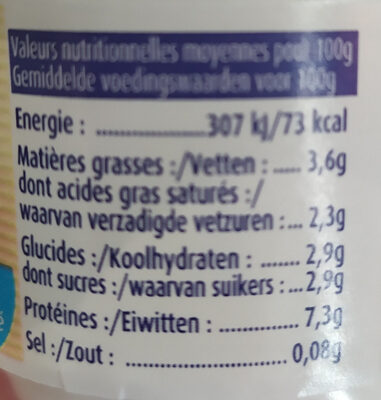 Valeurs nutritionnelles moyennes pour 100g
Gemiddelde voedingswaarden voor 100g
Energie : ..................... 307 kJ/73 kcal
Matières grasses :/Vetten : ...... 3,6g
dont acides gras saturés :/
waarvan verzadigde vetzuren : ... 2,3g
Glucides :/Koolhydraten : ........ 2,9g
dont sucres :/waarvan suikers : ... 2,9g
Protéines :/Eiwitten : ................ 7,3g
Sel :/Zout : ............................... 0,08g